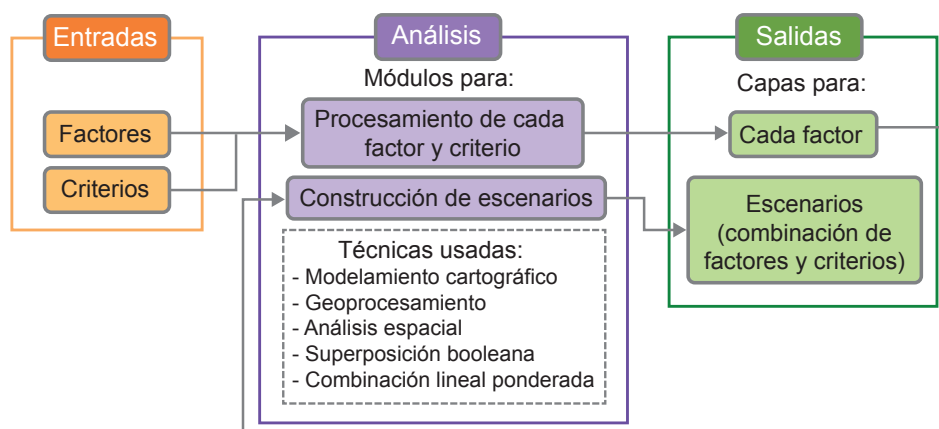 Entradas
Factores
Criterios
Análisis
Módulos para:
Procesamiento de cada
factor y criterio
Construcción de escenarios
Técnicas usadas:
- Modelamiento cartográfico
- Geoprocesamiento
- Análisis espacial
- Superposición booleana
- Combinación lineal ponderada
Salidas
Capas para:
Cada factor
Escenarios
(combinación de
factores y criterios)